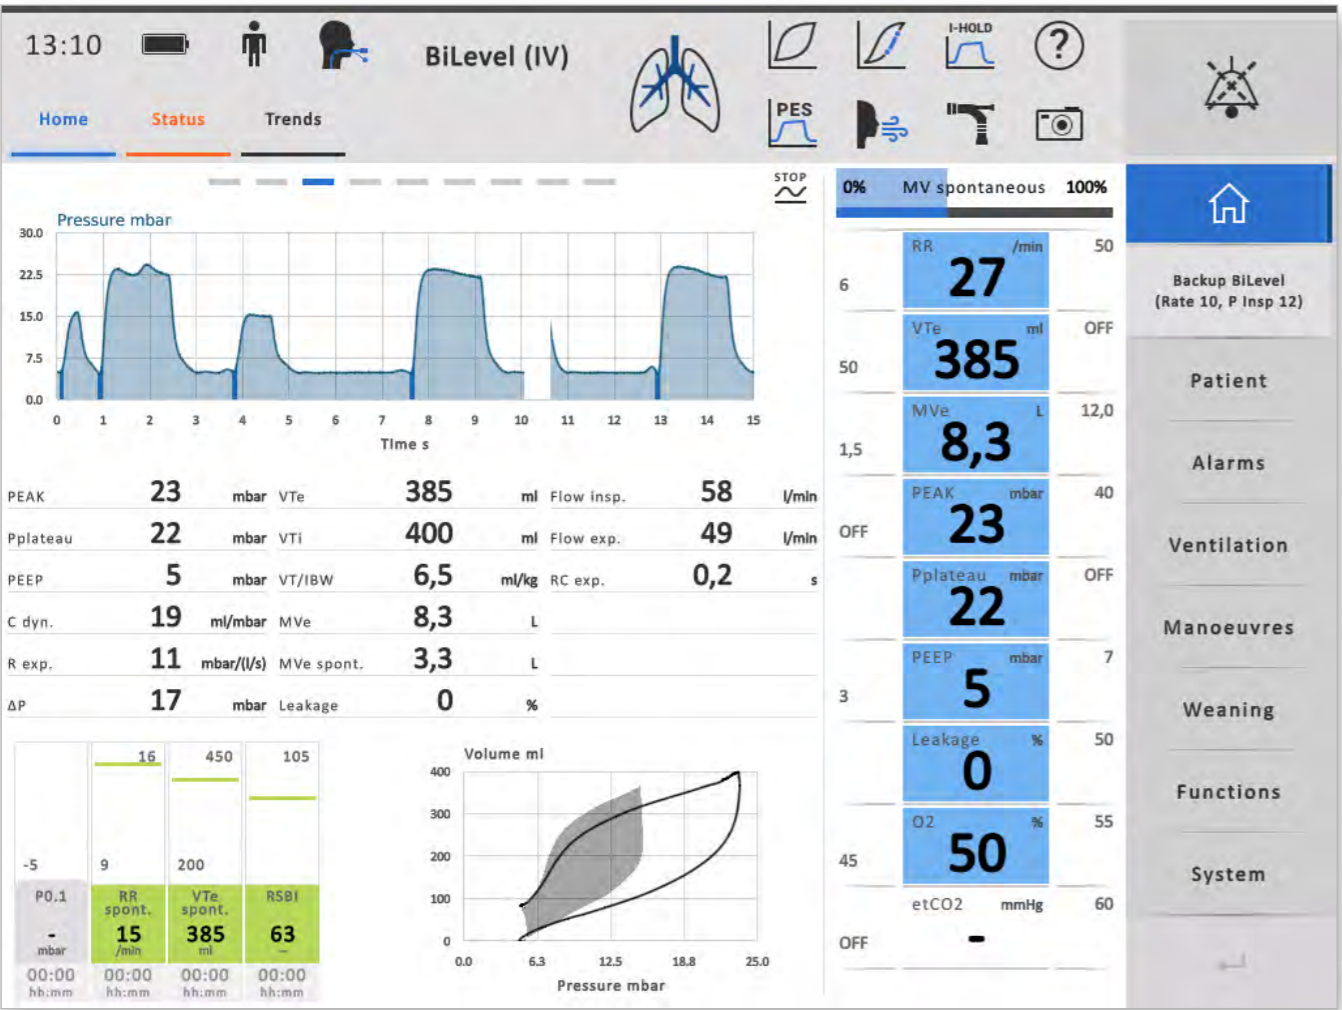 13:10
BiLevel (IV)
I-HOLD
?
PES
Home
Status
Trends
STOP
0% MV spontaneous 100%
Pressure mbar
30.0
22.5
15.0
7.5
0.0
0 1 2 3 4 5 6 7 8 9 10 11 12 13 14 15
TIme s
PEAK 23 mbar VTe 385 ml Flow insp. 58 l/min
Pplateau 22 mbar VTi 400 ml Flow exp. 49 l/min
PEEP 5 mbar VT/IBW 6,5 ml/kg RC exp. 0,2 s
C dyn. 19 ml/mbar MVe 8,3 L
R exp. 11 mbar/(l/s) MVe spont. 3,3 L
ΔP 17 mbar Leakage 0 %
16 450 105
-5 9 200
P0.1 RR spont. VTe spont. RSBI
- 15 385 63
mbar /min ml –
00:00 00:00 00:00 00:00
hh:mm hh:mm hh:mm hh:mm
Volume ml
400
300
200
100
0
0.0 6.3 12.5 18.8 25.0
Pressure mbar
RR /min 50
6 27
VTe ml OFF
50 385
MVe L 12,0
1,5 8,3
PEAK mbar 40
OFF 23
Pplateau mbar OFF
22
PEEP mbar 7
3 5
Leakage % 50
0
O2 % 55
45 50
etCO2 mmHg 60
OFF -
Backup BiLevel
(Rate 10, P Insp 12)
Patient
Alarms
Ventilation
Manoeuvres
Weaning
Functions
System